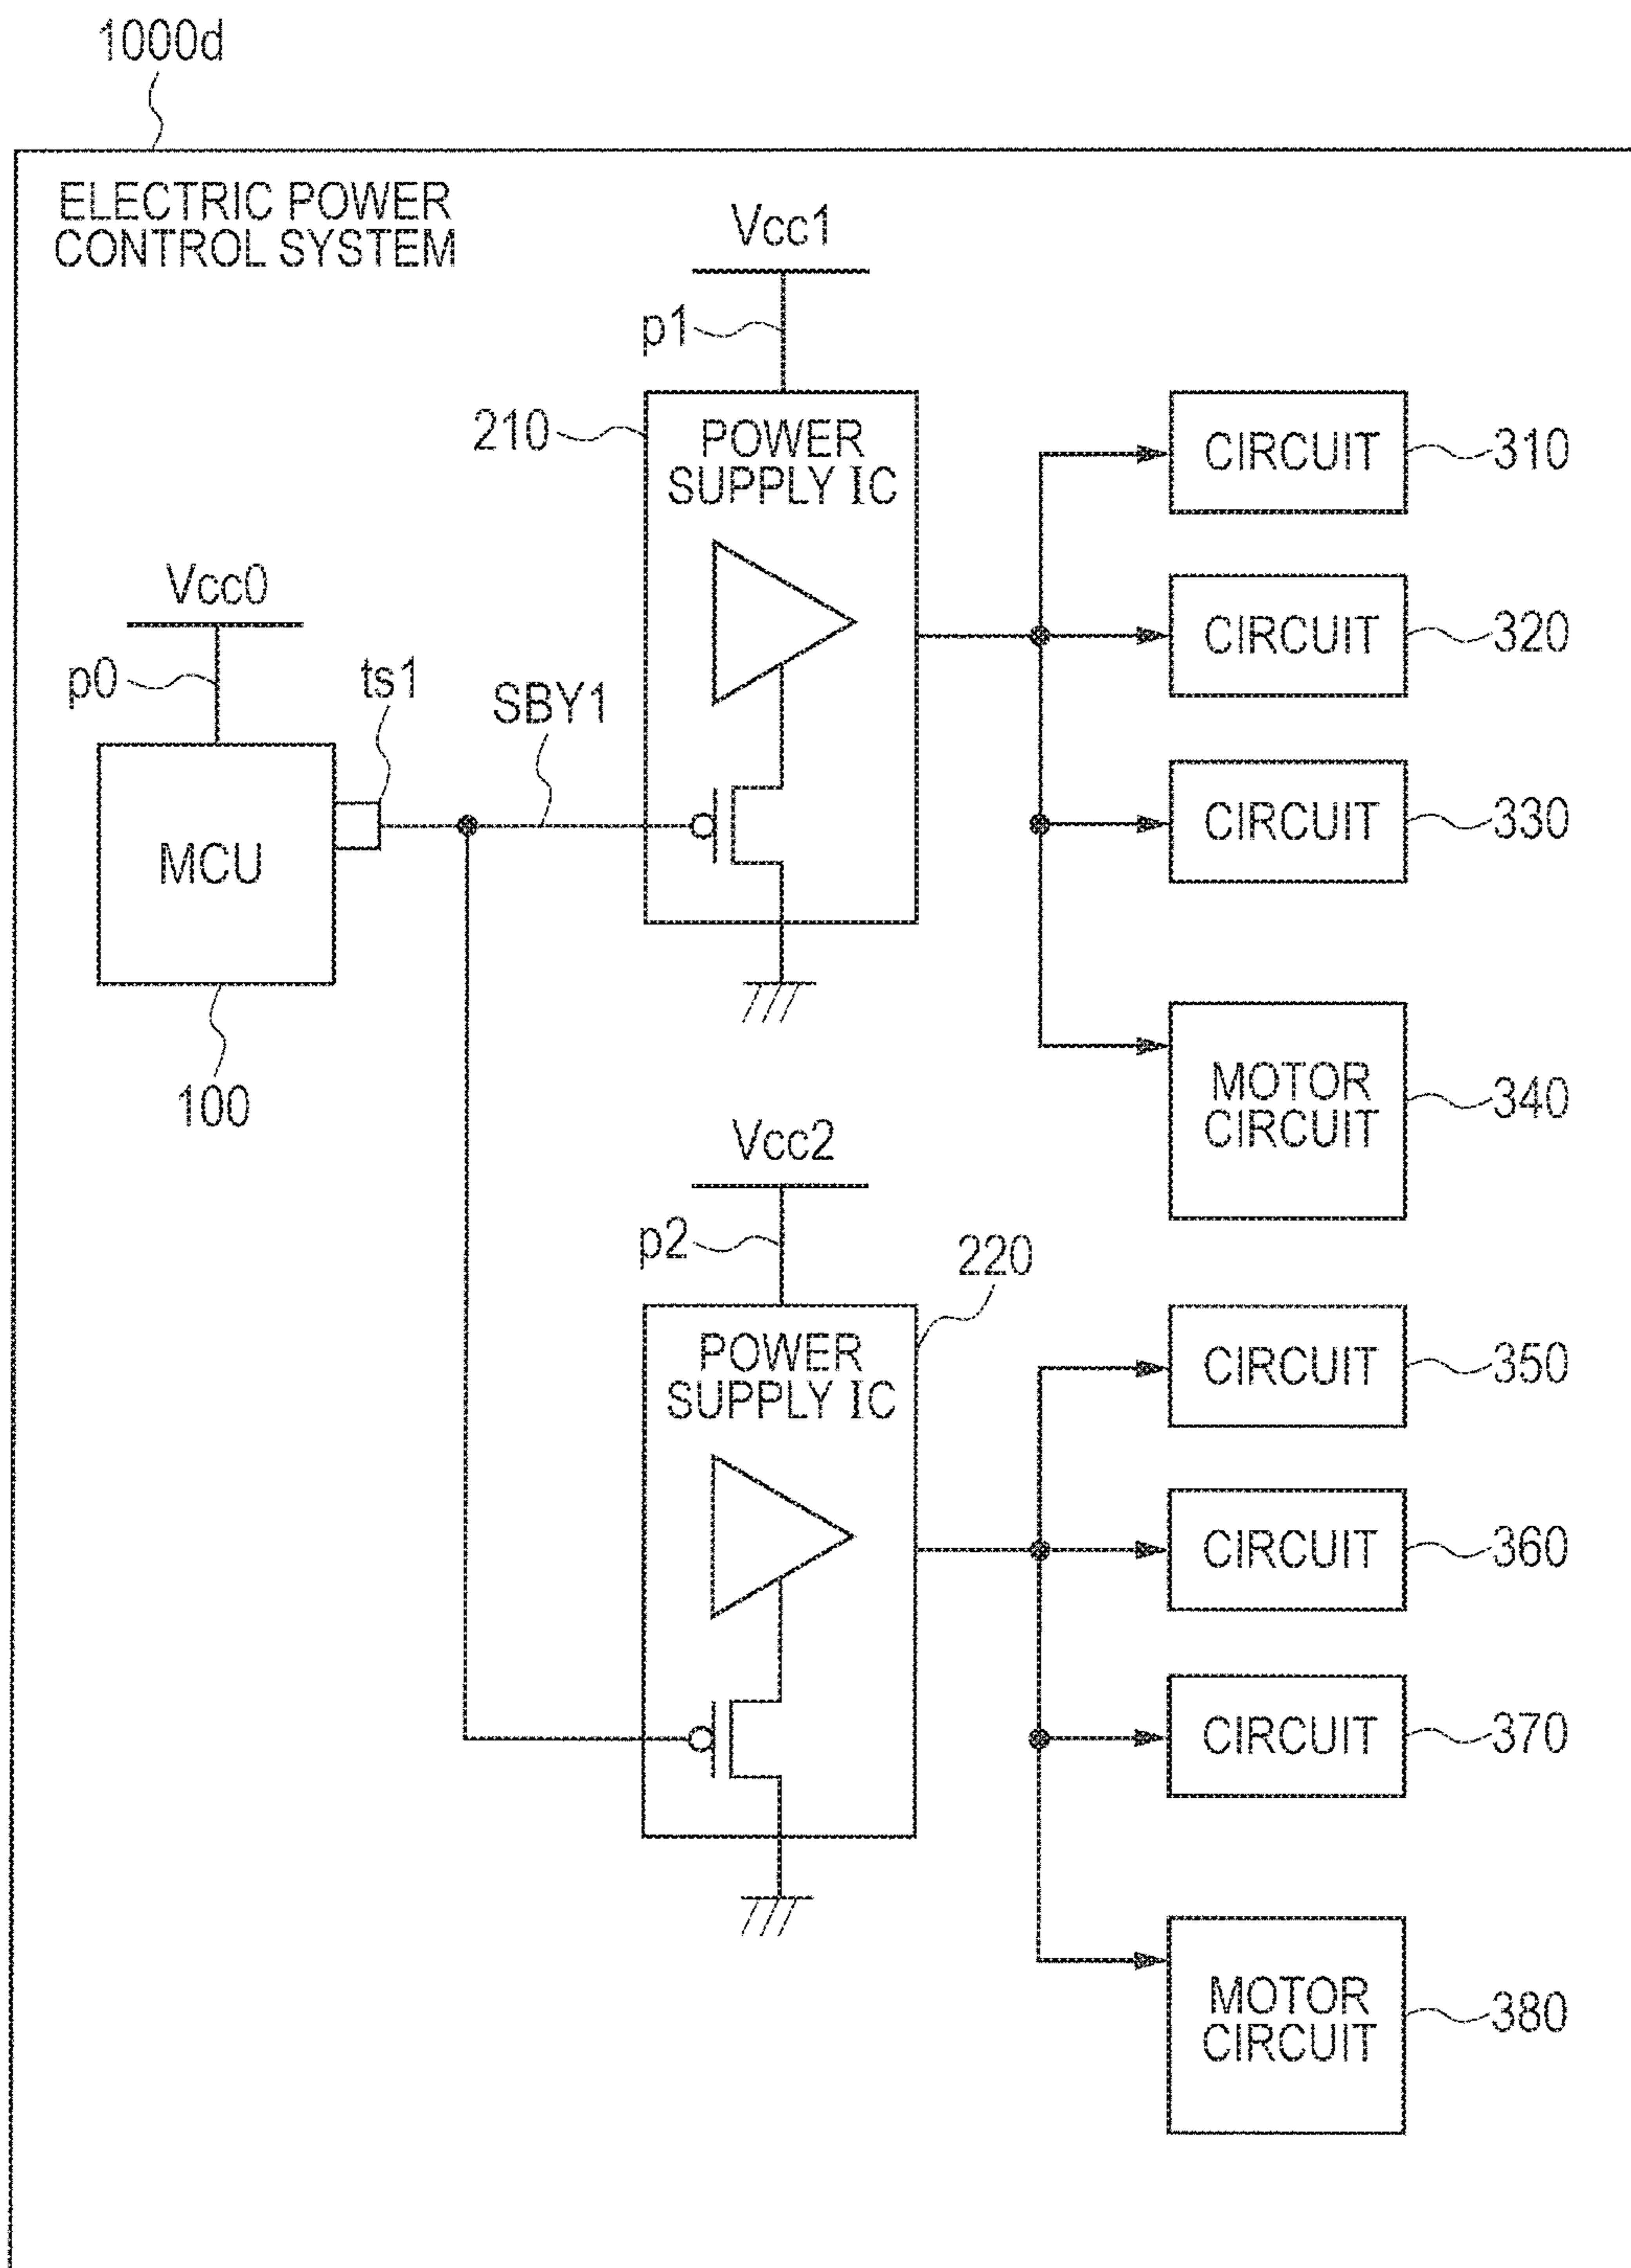 1000d
ELECTRIC POWER
CONTROL SYSTEM
Vcc1
p1
210
POWER
SUPPLY IC
CIRCUIT
310
CIRCUIT
320
Vcc0
p0
ts1
SBY1
MCU
100
CIRCUIT
330
MOTOR
CIRCUIT
340
Vcc2
p2
220
POWER
SUPPLY IC
CIRCUIT
350
CIRCUIT
360
CIRCUIT
370
MOTOR
CIRCUIT
380